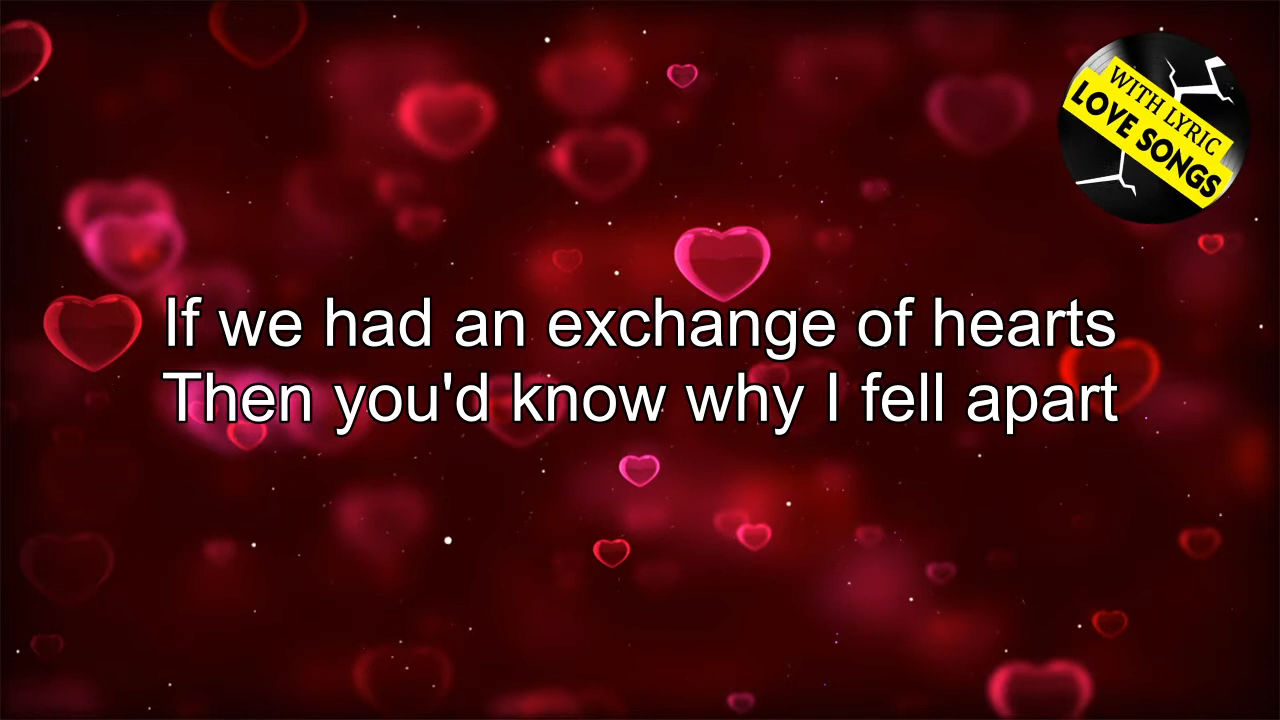 WITH LYRIC
LOVE SONGS
If we had an exchange of hearts
Then you'd know why I fell apart